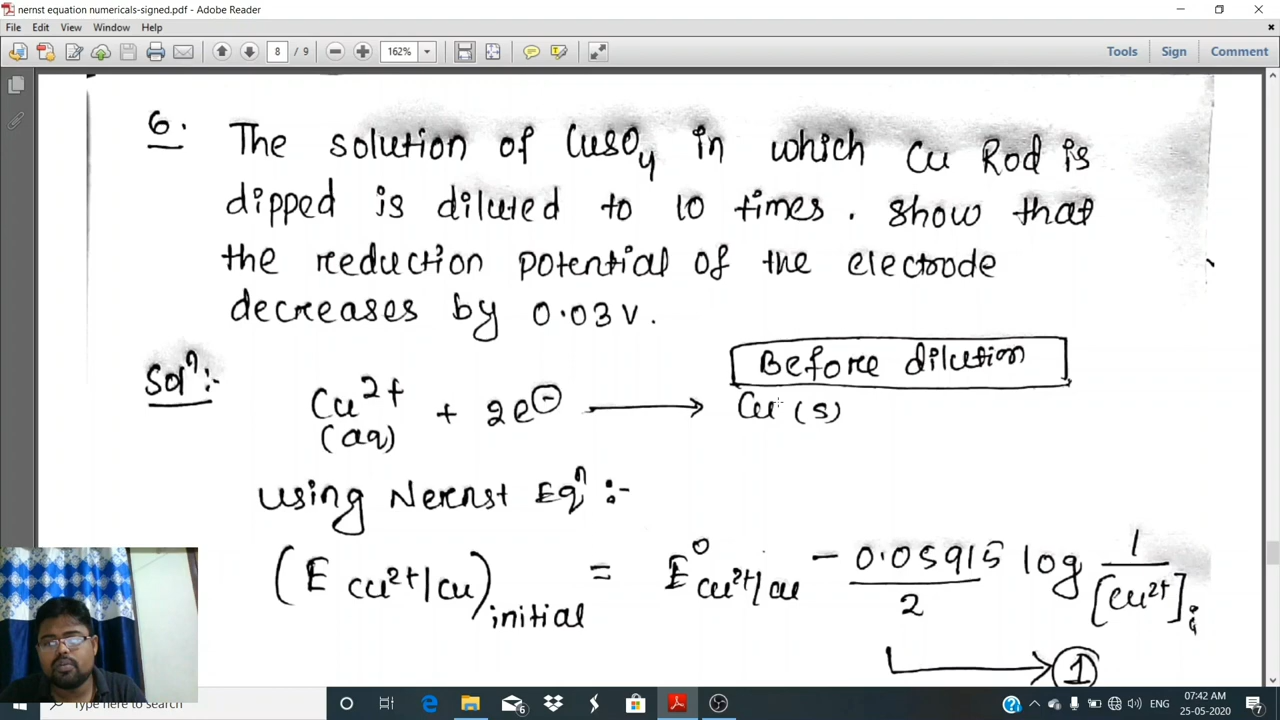 nernst equation numericals-signed.pdf - Adobe Reader
File Edit View Window Help
8 / 9 162% Tools Sign Comment
6. The solution of CuSO4 in which Cu Rod is
dipped is diluted to 10 times. Show that
the reduction potential of the electrode
decreases by 0.03 V.
Solⁿ:-
Before dilution
Cu²⁺ (aq) + 2e⊖ ⟶ Cu (s)
using Nernst Eqⁿ :-
(E Cu²⁺/Cu) initial = E⁰ Cu²⁺/Cu - 0.05915/2 log 1/[Cu²⁺]i
1
Type here to search
6
ENG
07:42 AM
25-05-2020
7